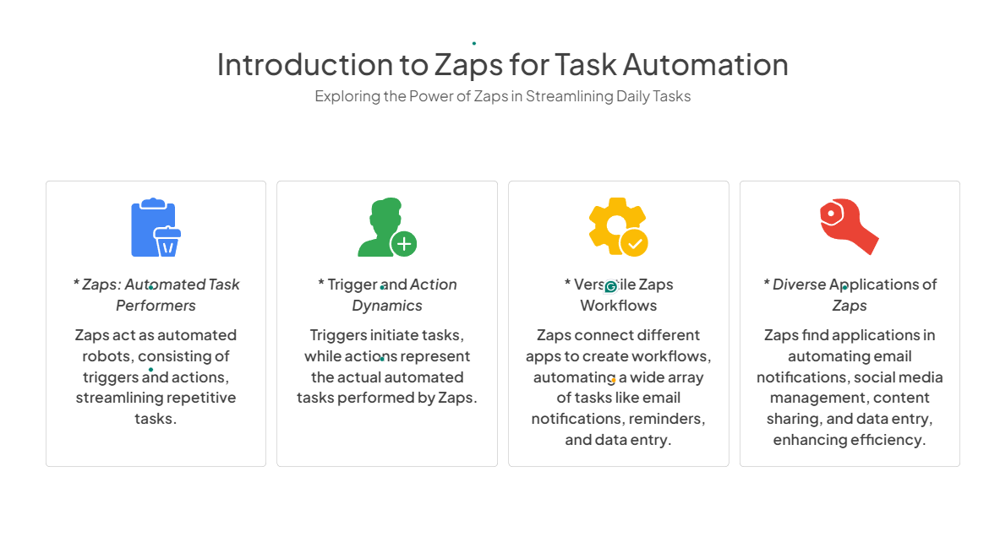 Introduction to Zaps for Task Automation
Exploring the Power of Zaps in Streamlining Daily Tasks
* Zaps: Automated Task
Performers
Zaps act as automated
robots, consisting of
triggers and actions,
streamlining repetitive
tasks.
* Trigger and Action
Dynamics
Triggers initiate tasks,
while actions represent
the actual automated
tasks performed by Zaps.
* Versatile Zaps
Workflows
Zaps connect different
apps to create workflows,
automating a wide array
of tasks like email
notifications, reminders,
and data entry.
* Diverse Applications of
Zaps
Zaps find applications in
automating email
notifications, social media
management, content
sharing, and data entry,
enhancing efficiency.